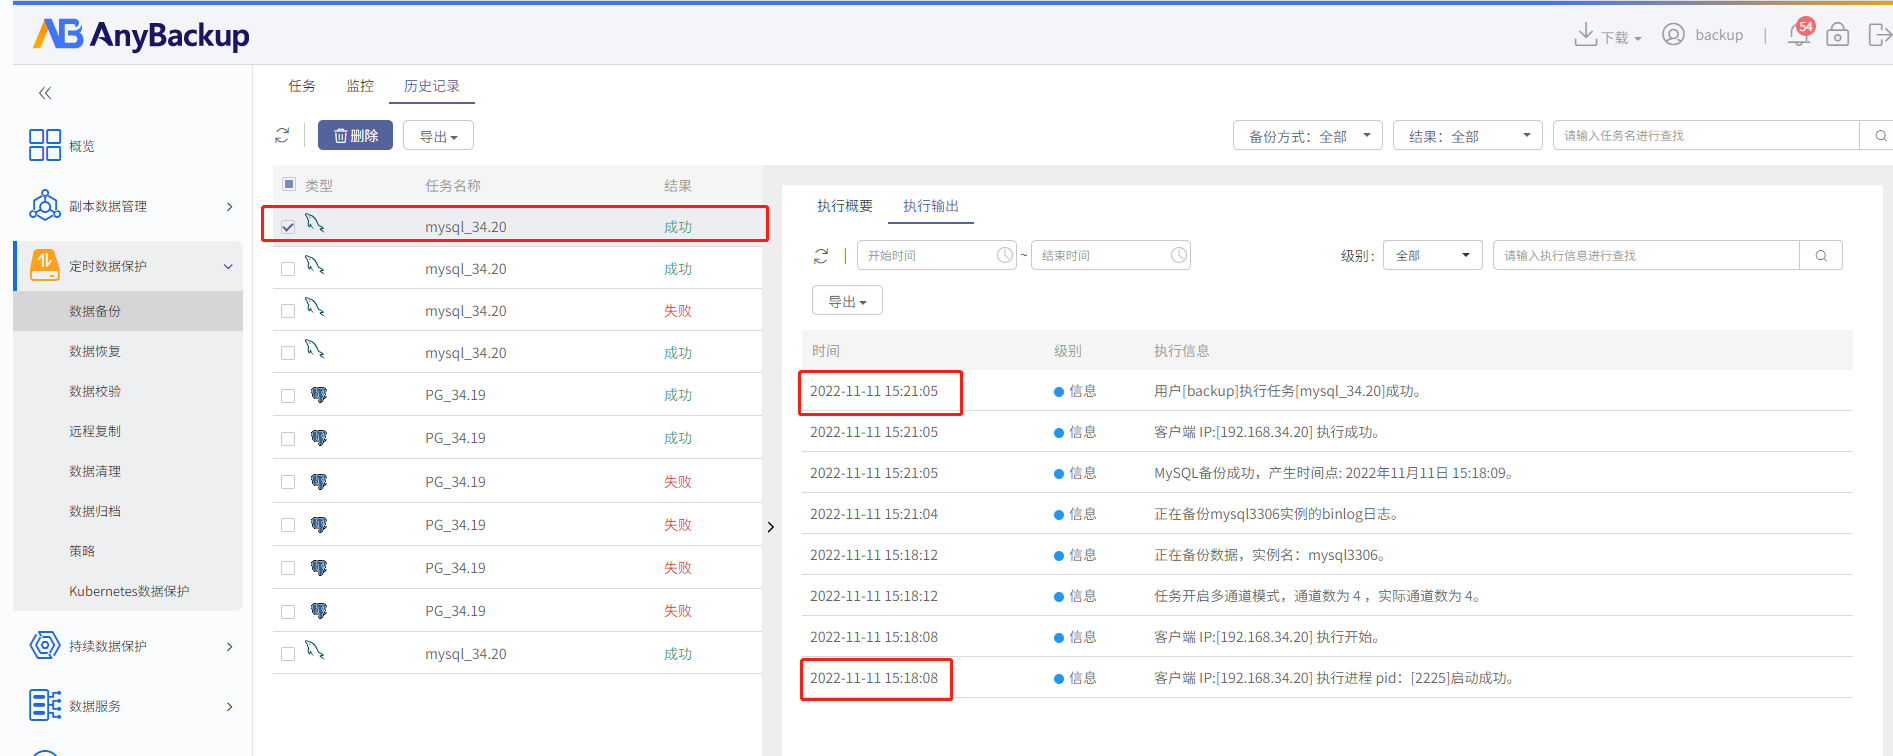 AnyBackup
下载
backup
54
任务 监控 历史记录
删除 导出
备份方式：全部 结果：全部 请输入任务名进行查找
概览
副本数据管理
定时数据保护
数据备份
数据恢复
数据校验
远程复制
数据清理
数据归档
策略
Kubernetes数据保护
持续数据保护
数据服务
类型 任务名称 结果
mysql_34.20 成功
mysql_34.20 成功
mysql_34.20 失败
mysql_34.20 成功
PG_34.19 成功
PG_34.19 成功
PG_34.19 失败
PG_34.19 失败
PG_34.19 失败
PG_34.19 失败
mysql_34.20 成功
执行概要 执行输出
开始时间 ~ 结束时间 级别： 全部 请输入执行信息进行查找
导出
时间 级别 执行信息
2022-11-11 15:21:05 信息 用户[backup]执行任务[mysql_34.20]成功。
2022-11-11 15:21:05 信息 客户端 IP:[192.168.34.20] 执行成功。
2022-11-11 15:21:05 信息 MySQL备份成功，产生时间点: 2022年11月11日 15:18:09。
2022-11-11 15:21:04 信息 正在备份mysql3306实例的binlog日志。
2022-11-11 15:18:12 信息 正在备份数据，实例名：mysql3306。
2022-11-11 15:18:12 信息 任务开启多通道模式，通道数为 4 ，实际通道数为 4。
2022-11-11 15:18:08 信息 客户端 IP:[192.168.34.20] 执行开始。
2022-11-11 15:18:08 信息 客户端 IP:[192.168.34.20] 执行进程 pid：[2225]启动成功。